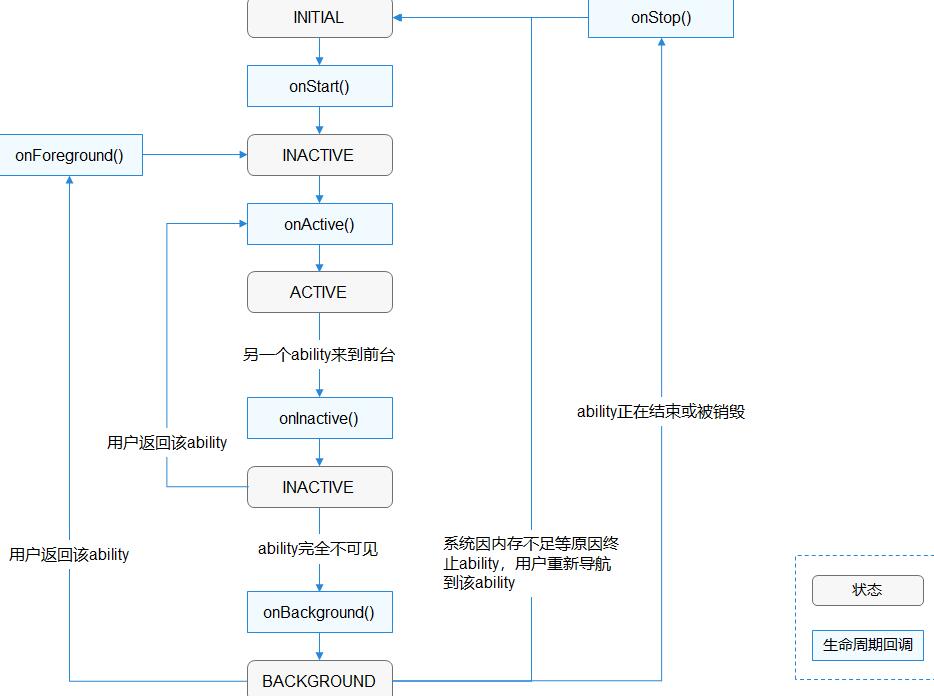 INITIAL
onStop()
onStart()
onForeground()
INACTIVE
onActive()
ACTIVE
另一个ability来到前台
onInactive()
ability正在结束或被销毁
用户返回该ability
INACTIVE
用户返回该ability
ability完全不可见
系统因内存不足等原因终
止ability，用户重新导航
到该ability
状态
onBackground()
生命周期回调
BACKGROUND